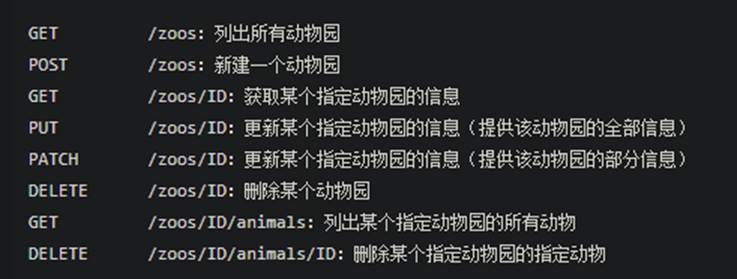 GET /zoos：列出所有动物园
POST /zoos：新建一个动物园
GET /zoos/ID：获取某个指定动物园的信息
PUT /zoos/ID：更新某个指定动物园的信息（提供该动物园的全部信息）
PATCH /zoos/ID：更新某个指定动物园的信息（提供该动物园的部分信息）
DELETE /zoos/ID：删除某个动物园
GET /zoos/ID/animals：列出某个指定动物园的所有动物
DELETE /zoos/ID/animals/ID：删除某个指定动物园的指定动物